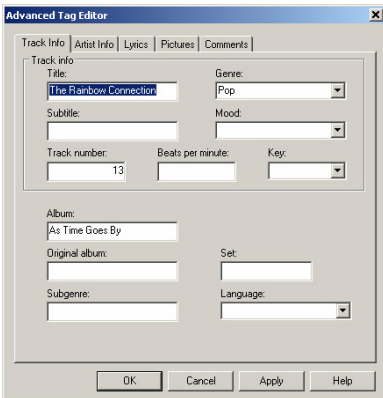 Advanced Tag Editor
Track Info Artist Info Lyrics Pictures Comments
Track info
Title: Genre:
The Rainbow Connection Pop
Subtitle: Mood:
Track number: Beats per minute: Key:
13
Album:
As Time Goes By
Original album: Set:
Subgenre: Language:
OK Cancel Apply Help